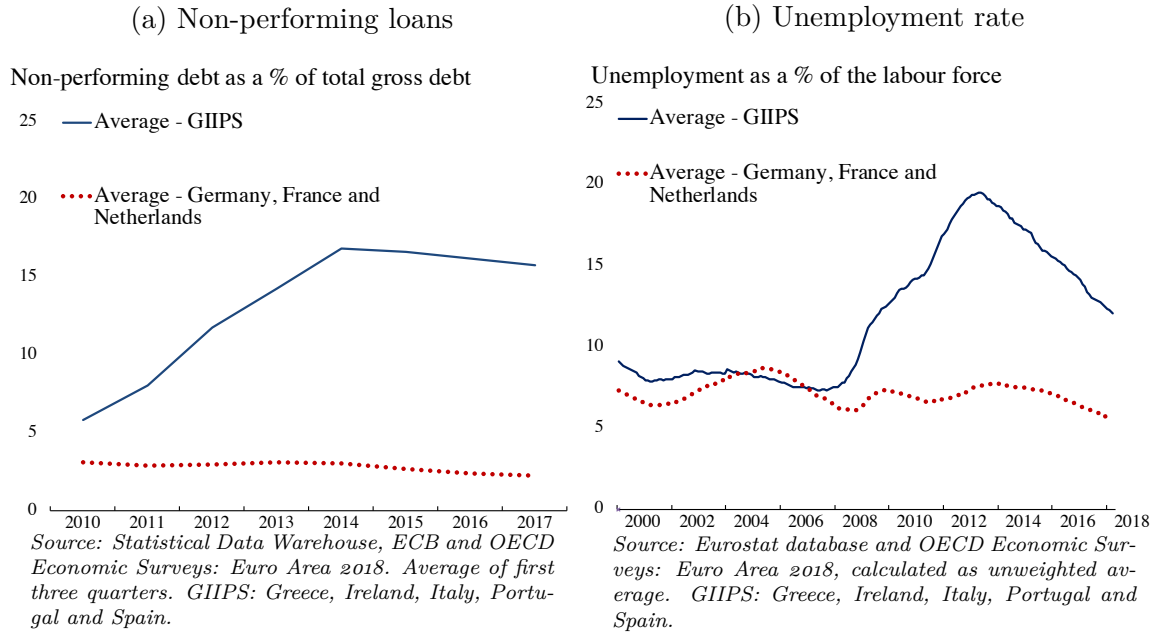 (a) Non-performing loans
Non-performing debt as a % of total gross debt
25
Average - GIIPS
20
Average - Germany, France and
Netherlands
15
10
5
0
2010 2011 2012 2013 2014 2015 2016 2017
Source: Statistical Data Warehouse, ECB and OECD
Economic Surveys: Euro Area 2018. Average of first
three quarters. GIIPS: Greece, Ireland, Italy, Portu-
gal and Spain.
(b) Unemployment rate
Unemployment as a % of the labour force
25
Average - GIIPS
Average - Germany, France and
20
Netherlands
15
10
5
0
2000 2002 2004 2006 2008 2010 2012 2014 2016 2018
Source: Eurostat database and OECD Economic Sur-
veys: Euro Area 2018, calculated as unweighted av-
erage. GIIPS: Greece, Ireland, Italy, Portugal and
Spain.